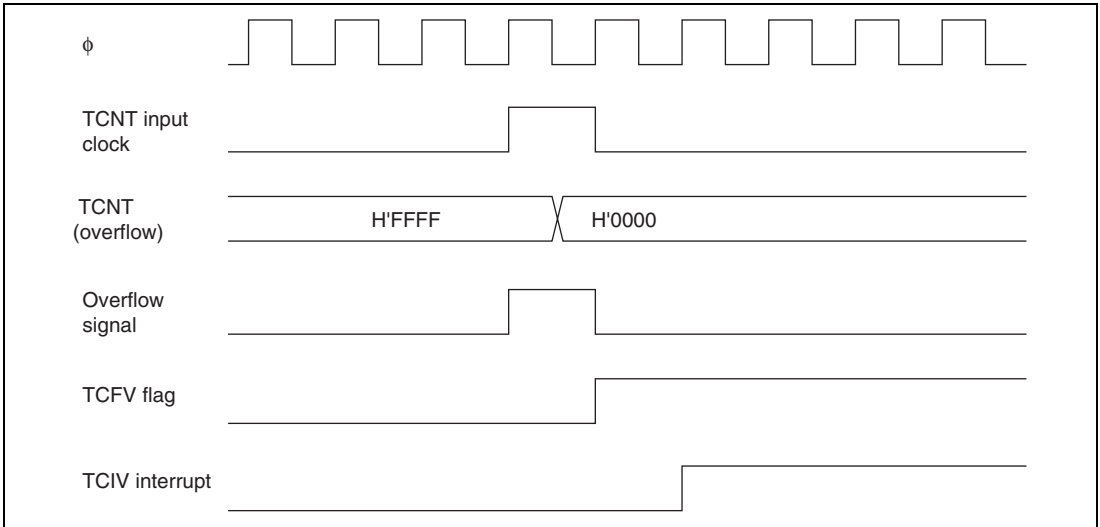 ϕ
TCNT input
clock
TCNT
(overflow)
H'FFFF
H'0000
Overflow
signal
TCFV flag
TCIV interrupt